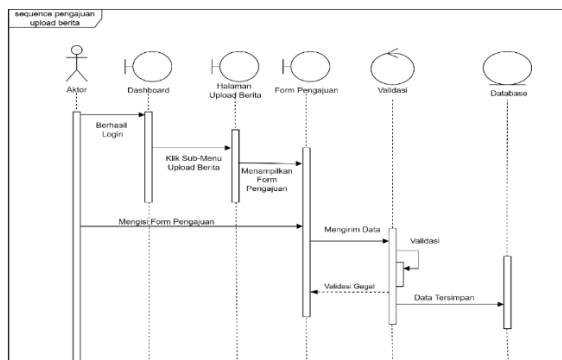 sequence pengajuan
upload berita
Aktor
Dashboard
Halaman
Upload Berita
Form Pengajuan
Validasi
Database
Berhasil
Login
Klik Sub-Menu
Upload Berita
Menampilkan
Form
Pengajuan
Mengisi Form Pengajuan
Mengirim Data
Validasi
Validasi Gegal
Data Tersimpan